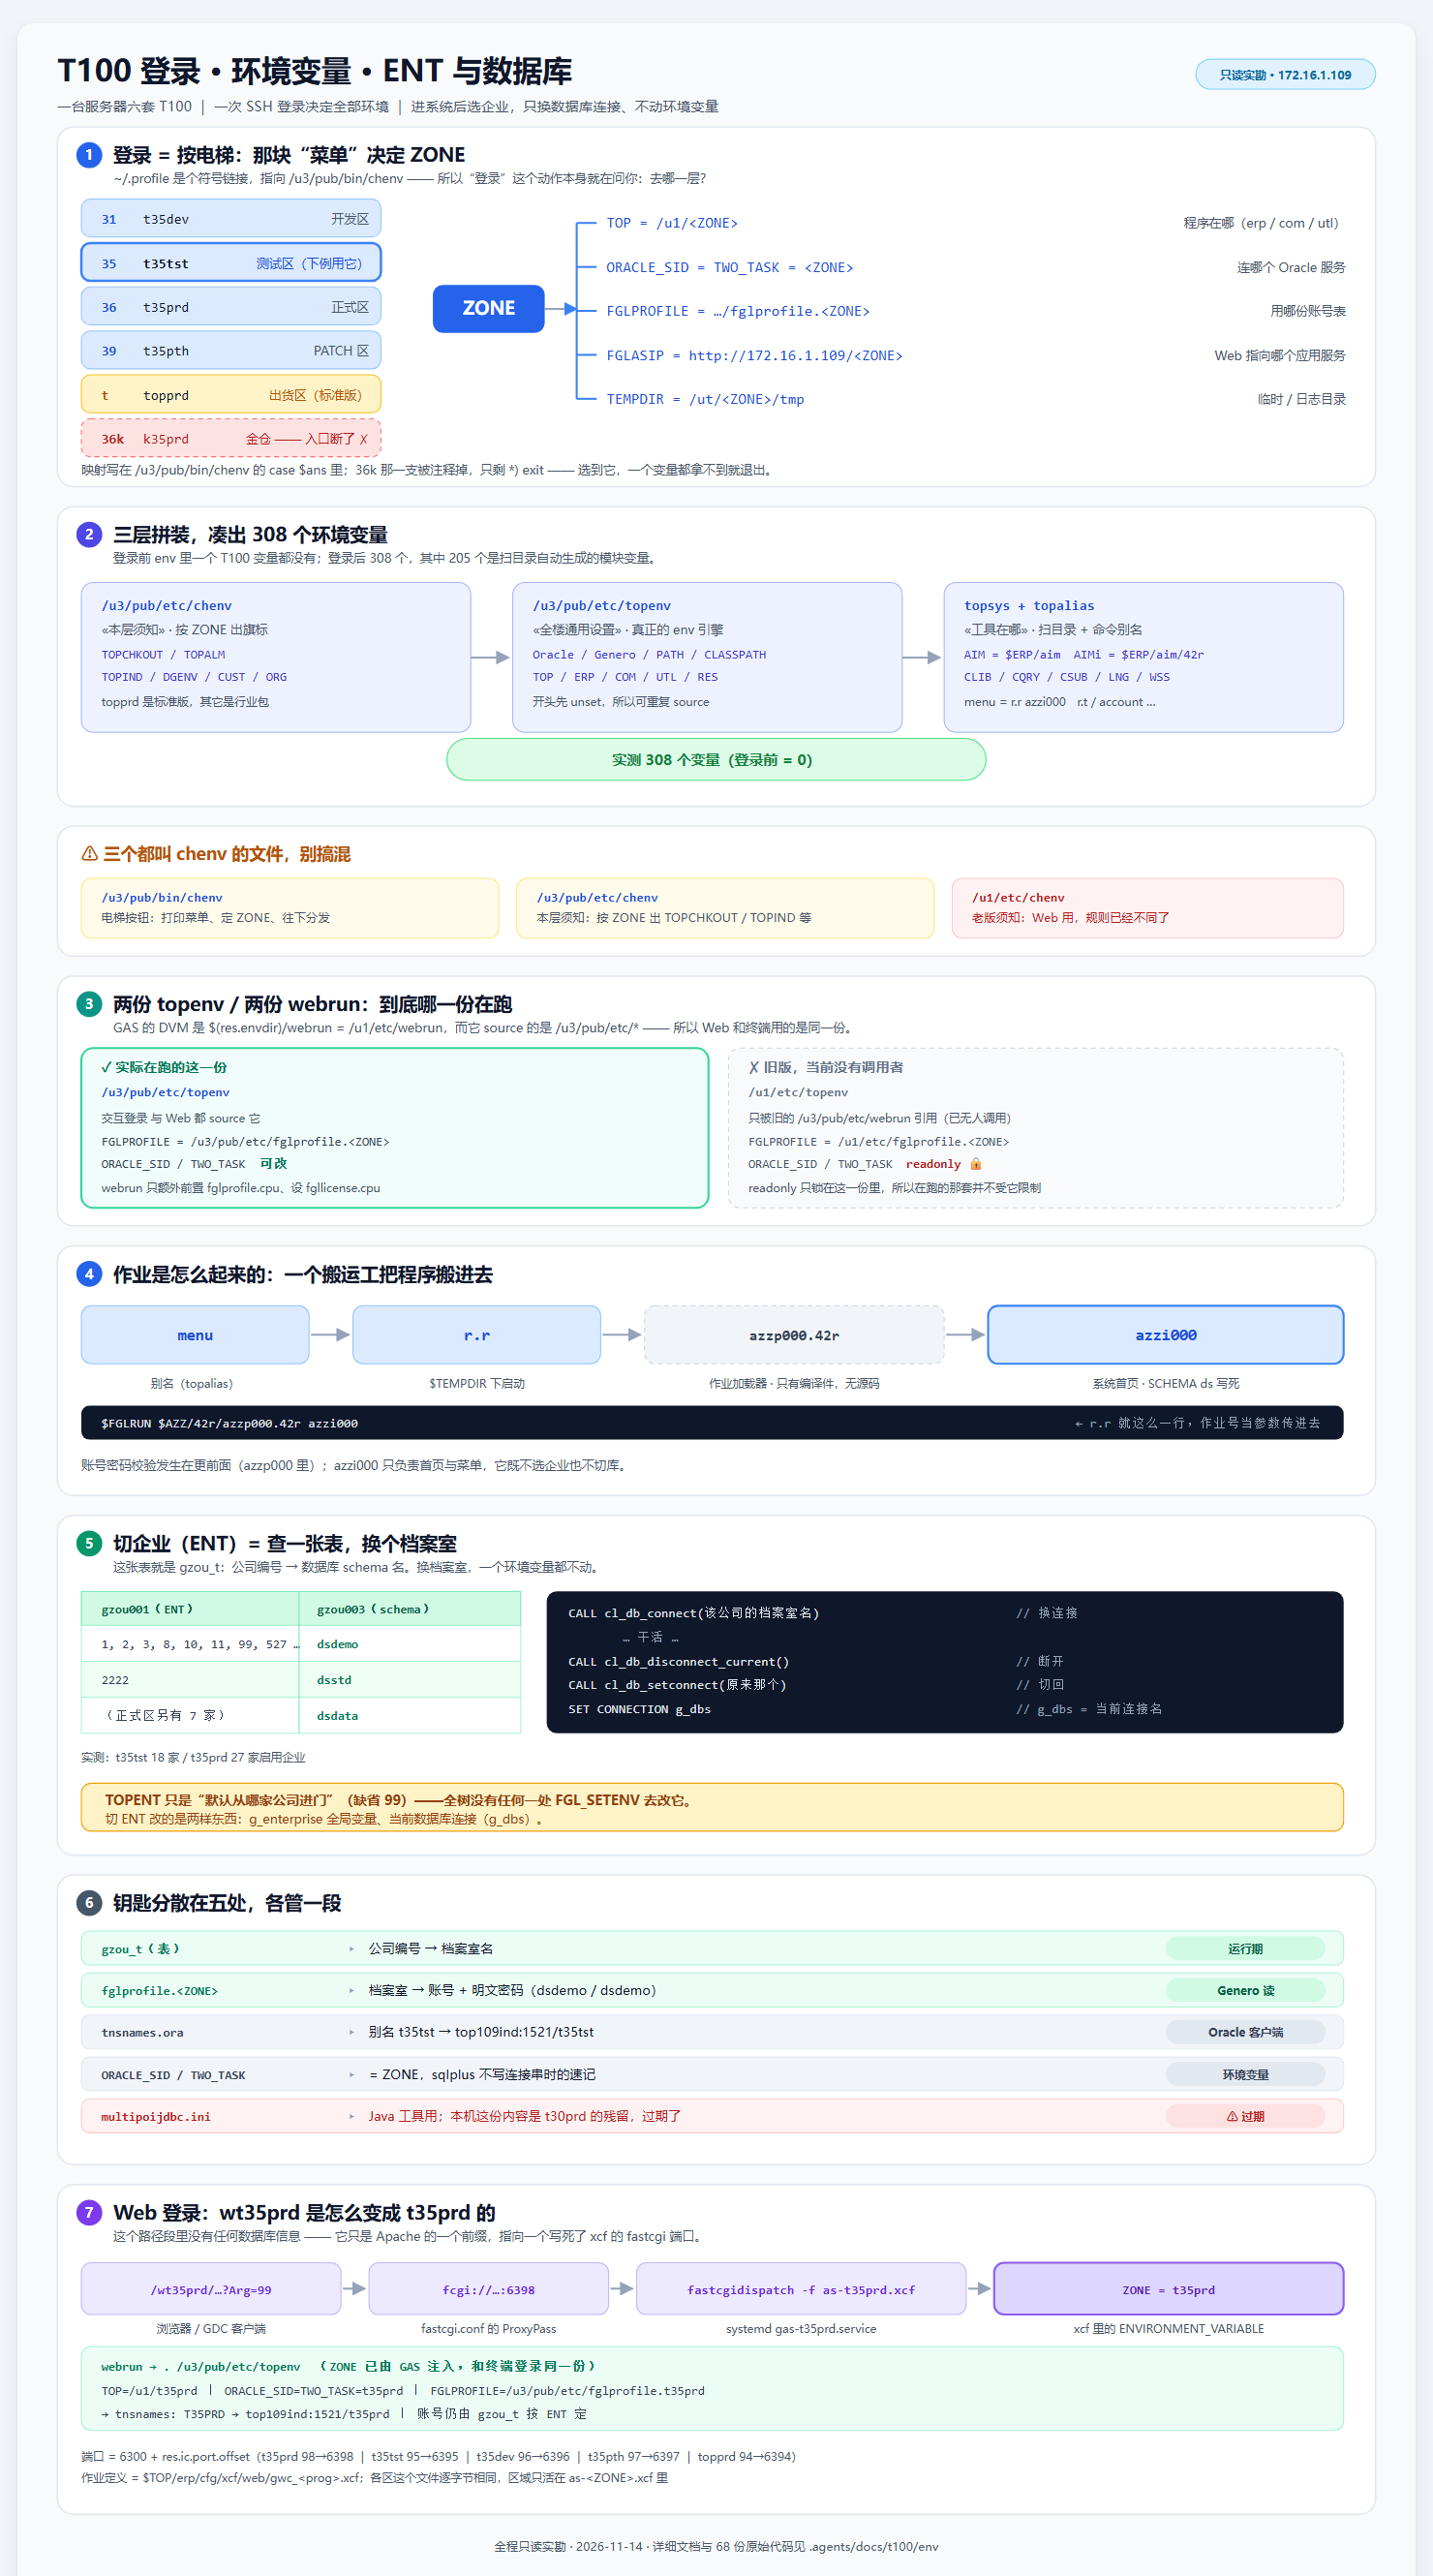 T100 登录 · 环境变量 · ENT 与数据库
只读实勘 · 172.16.1.109
一台服务器六套 T100 │ 一次 SSH 登录决定全部环境 │ 进系统后选企业，只换数据库连接、不动环境变量
1 登录 = 按电梯：那块“菜单”决定 ZONE
~/.profile 是个符号链接，指向 /u3/pub/bin/chenv —— 所以“登录”这个动作本身就在问你：去哪一层？
31 t35dev 开发区
35 t35tst 测试区（下例用它）
36 t35prd 正式区
39 t35pth PATCH 区
t topprd 出货区（标准版）
36k k35prd 金仓 —— 入口断了 ✗
ZONE
TOP = /u1/<ZONE> 程序在哪（erp / com / utl）
ORACLE_SID = TWO_TASK = <ZONE> 连哪个 Oracle 服务
FGLPROFILE = …/fglprofile.<ZONE> 用哪份账号表
FGLASIP = http://172.16.1.109/<ZONE> Web 指向哪个应用服务
TEMPDIR = /ut/<ZONE>/tmp 临时 / 日志目录
映射写在 /u3/pub/bin/chenv 的 case $ans 里；36k 那一支被注释掉，只剩 *) exit —— 选到它，一个变量都拿不到就退出。
2 三层拼装，凑出 308 个环境变量
登录前 env 里一个 T100 变量都没有；登录后 308 个，其中 205 个是扫目录自动生成的模块变量。
/u3/pub/etc/chenv
«本层须知» · 按 ZONE 出旗标
TOPCHKOUT / TOPALM
TOPIND / DGENV / CUST / ORG
topprd 是标准版，其它是行业包
/u3/pub/etc/topenv
«全楼通用设置» · 真正的 env 引擎
Oracle / Genero / PATH / CLASSPATH
TOP / ERP / COM / UTL / RES
开头先 unset，所以可重复 source
topsys + topalias
«工具在哪» · 扫目录 + 命令别名
AIM = $ERP/aim AIMi = $ERP/aim/42r
CLIB / CQRY / CSUB / LNG / WSS
menu = r.r azzi000 r.t / account …
实测 308 个变量（登录前 = 0）
⚠ 三个都叫 chenv 的文件，别搞混
/u3/pub/bin/chenv
电梯按钮：打印菜单、定 ZONE、往下分发
/u3/pub/etc/chenv
本层须知：按 ZONE 出 TOPCHKOUT / TOPIND 等
/u1/etc/chenv
老版须知：Web 用，规则已经不同了
3 两份 topenv / 两份 webrun：到底哪一份在跑
GAS 的 DVM 是 $(res.envdir)/webrun = /u1/etc/webrun，而它 source 的是 /u3/pub/etc/* —— 所以 Web 和终端用的是同一份。
✓ 实际在跑的这一份
/u3/pub/etc/topenv
交互登录 与 Web 都 source 它
FGLPROFILE = /u3/pub/etc/fglprofile.<ZONE>
ORACLE_SID / TWO_TASK 可改
webrun 只额外前置 fglprofile.cpu、设 fgllicense.cpu
✗ 旧版，当前没有调用者
/u1/etc/topenv
只被旧的 /u3/pub/etc/webrun 引用（已无人调用）
FGLPROFILE = /u1/etc/fglprofile.<ZONE>
ORACLE_SID / TWO_TASK readonly 🔒
readonly 只锁在这一份里，所以在跑的那套并不受它限制
4 作业是怎么起来的：一个搬运工把程序搬进去
menu
r.r
azzp000.42r
azzi000
别名（topalias）
$TEMPDIR 下启动
作业加载器 · 只有编译件，无源码
系统首页 · SCHEMA ds 写死
$FGLRUN $AZZ/42r/azzp000.42r azzi000 ← r.r 就这么一行，作业号当参数传进去
账号密码校验发生在更前面（azzp000 里）；azzi000 只负责首页与菜单，它既不选企业也不切库。
5 切企业（ENT）= 查一张表，换个档案室
这张表就是 gzou_t：公司编号 → 数据库 schema 名。换档案室，一个环境变量都不动。
gzou001（ENT） gzou003（schema）
1, 2, 3, 8, 10, 11, 99, 527 … dsdemo
2222 dsstd
（正式区另有 7 家） dsdata
CALL cl_db_connect(该公司的档案室名) // 换连接
… 干活 …
CALL cl_db_disconnect_current() // 断开
CALL cl_db_setconnect(原来那个) // 切回
SET CONNECTION g_dbs // g_dbs = 当前连接名
实测：t35tst 18 家 / t35prd 27 家启用企业
TOPENT 只是“默认从哪家公司进门”（缺省 99）——全树没有任何一处 FGL_SETENV 去改它。
切 ENT 改的是两样东西：g_enterprise 全局变量、当前数据库连接（g_dbs）。
6 钥匙分散在五处，各管一段
gzou_t（表） ▸ 公司编号 → 档案室名 运行期
fglprofile.<ZONE> ▸ 档案室 → 账号 + 明文密码（dsdemo / dsdemo） Genero 读
tnsnames.ora ▸ 别名 t35tst → top109ind:1521/t35tst Oracle 客户端
ORACLE_SID / TWO_TASK ▸ = ZONE，sqlplus 不写连接串时的速记 环境变量
multipoijdbc.ini ▸ Java 工具用；本机这份内容是 t30prd 的残留，过期了 ⚠ 过期
7 Web 登录：wt35prd 是怎么变成 t35prd 的
这个路径段里没有任何数据库信息 —— 它只是 Apache 的一个前缀，指向一个写死了 xcf 的 fastcgi 端口。
/wt35prd/…?Arg=99
fcgi://…:6398
fastcgidispatch -f as-t35prd.xcf
ZONE = t35prd
浏览器 / GDC 客户端
fastcgi.conf 的 ProxyPass
systemd gas-t35prd.service
xcf 里的 ENVIRONMENT_VARIABLE
webrun → . /u3/pub/etc/topenv （ZONE 已由 GAS 注入，和终端登录同一份）
TOP=/u1/t35prd │ ORACLE_SID=TWO_TASK=t35prd │ FGLPROFILE=/u3/pub/etc/fglprofile.t35prd
→ tnsnames: T35PRD → top109ind:1521/t35prd │ 账号仍由 gzou_t 按 ENT 定
端口 = 6300 + res.ic.port.offset（t35prd 98→6398 │ t35tst 95→6395 │ t35dev 96→6396 │ t35pth 97→6397 │ topprd 94→6394）
作业定义 = $TOP/erp/cfg/xcf/web/gwc_<prog>.xcf；各区这个文件逐字节相同，区域只活在 as-<ZONE>.xcf 里
全程只读实勘 · 2026-11-14 · 详细文档与 68 份原始代码见 .agents/docs/t100/env